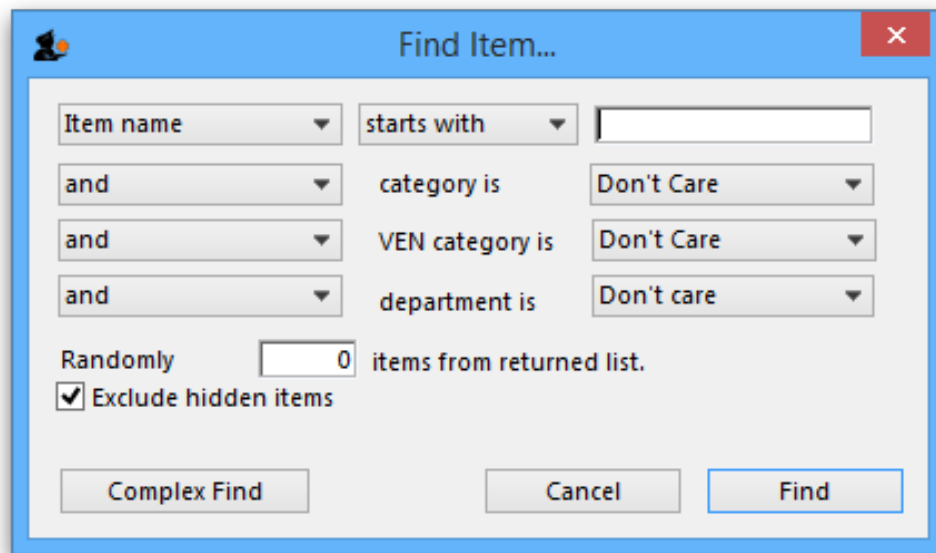 Find Item...
Item name starts with
and category is Don't Care
and VEN category is Don't Care
and department is Don't care
Randomly 0 items from returned list.
Exclude hidden items
Complex Find Cancel Find